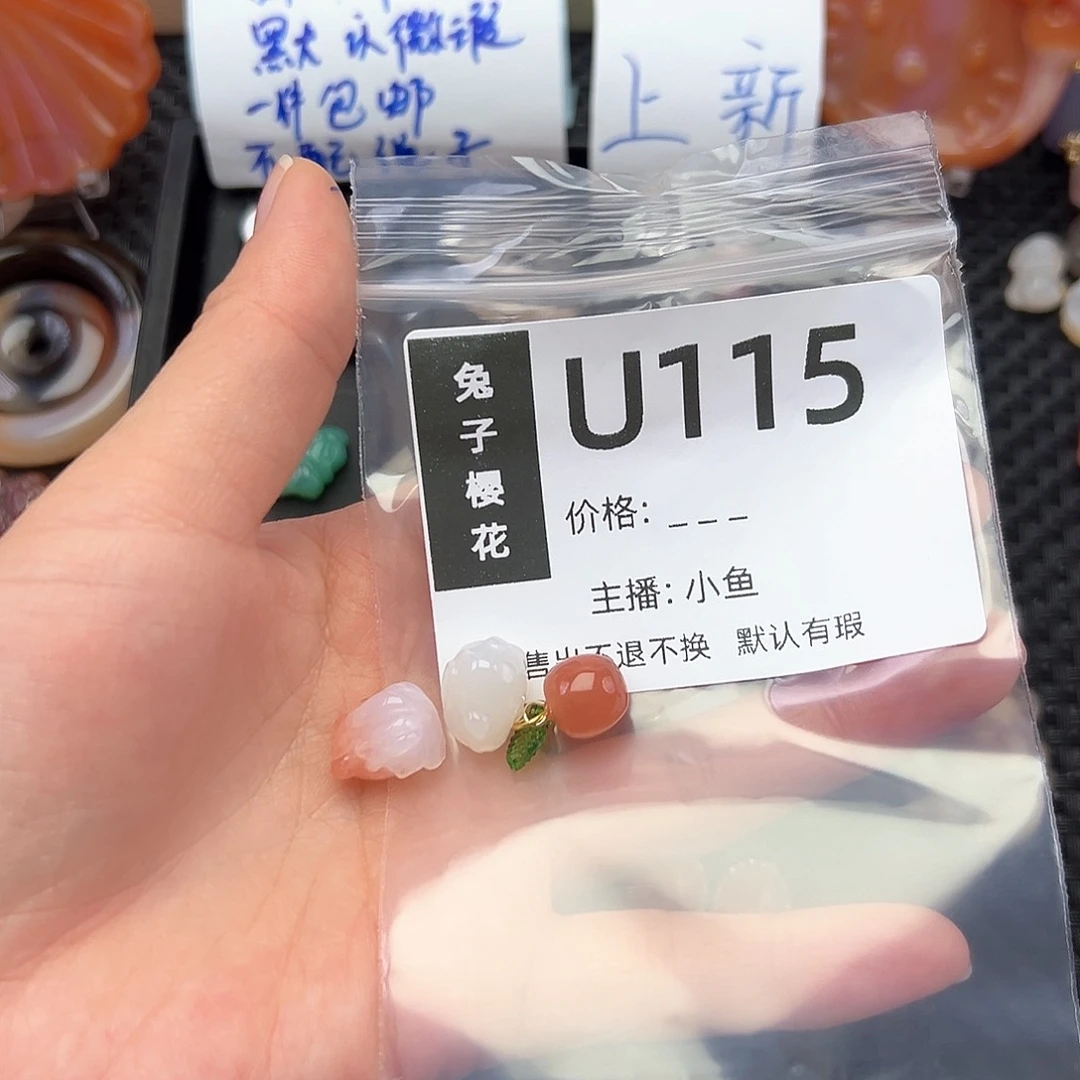 默认微瑕
一件包邮
上新
兔子樱花
U115
价格: _ _ _
主播: 小鱼
售出不退不换 默认有瑕